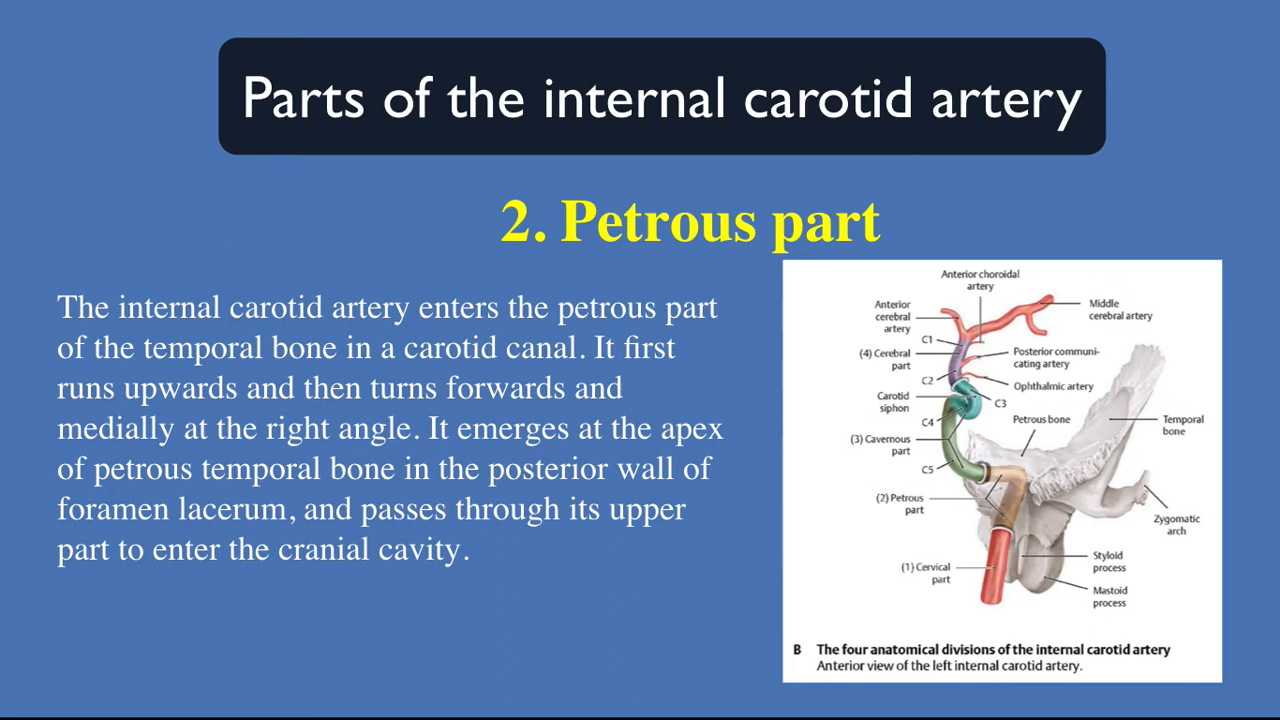 Parts of the internal carotid artery
2. Petrous part
The internal carotid artery enters the petrous part
of the temporal bone in a carotid canal. It first
runs upwards and then turns forwards and
medially at the right angle. It emerges at the apex
of petrous temporal bone in the posterior wall of
foramen lacerum, and passes through its upper
part to enter the cranial cavity.
Anterior choroidal
artery
Anterior
cerebral
artery
Middle
cerebral artery
C1
(4) Cerebral
part
Posterior communi-
cating artery
C2
Ophthalmic artery
Carotid
siphon
C3
C4
Petrous bone
Temporal
bone
(3) Cavernous
part
C5
(2) Petrous
part
Zygomatic
arch
Styloid
process
(1) Cervical
part
Mastoid
process
B The four anatomical divisions of the internal carotid artery
Anterior view of the left internal carotid artery.